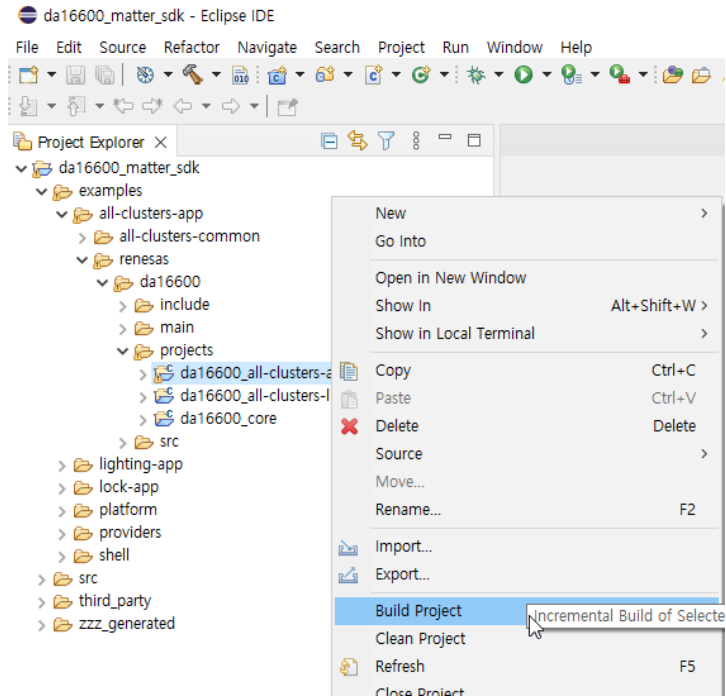 da16600_matter_sdk - Eclipse IDE
File Edit Source Refactor Navigate Search Project Run Window Help
Project Explorer
da16600_matter_sdk
examples
all-clusters-app
all-clusters-common
renesas
da16600
include
main
projects
da16600_all-clusters-a
da16600_all-clusters-l
da16600_core
src
lighting-app
lock-app
platform
providers
shell
src
third_party
zzz_generated
New
Go Into
Open in New Window
Show In Alt+Shift+W >
Show in Local Terminal
Copy Ctrl+C
Paste Ctrl+V
Delete Delete
Source
Move...
Rename... F2
Import...
Export...
Build Project
Incremental Build of Selecte
Clean Project
Refresh F5
Close Project